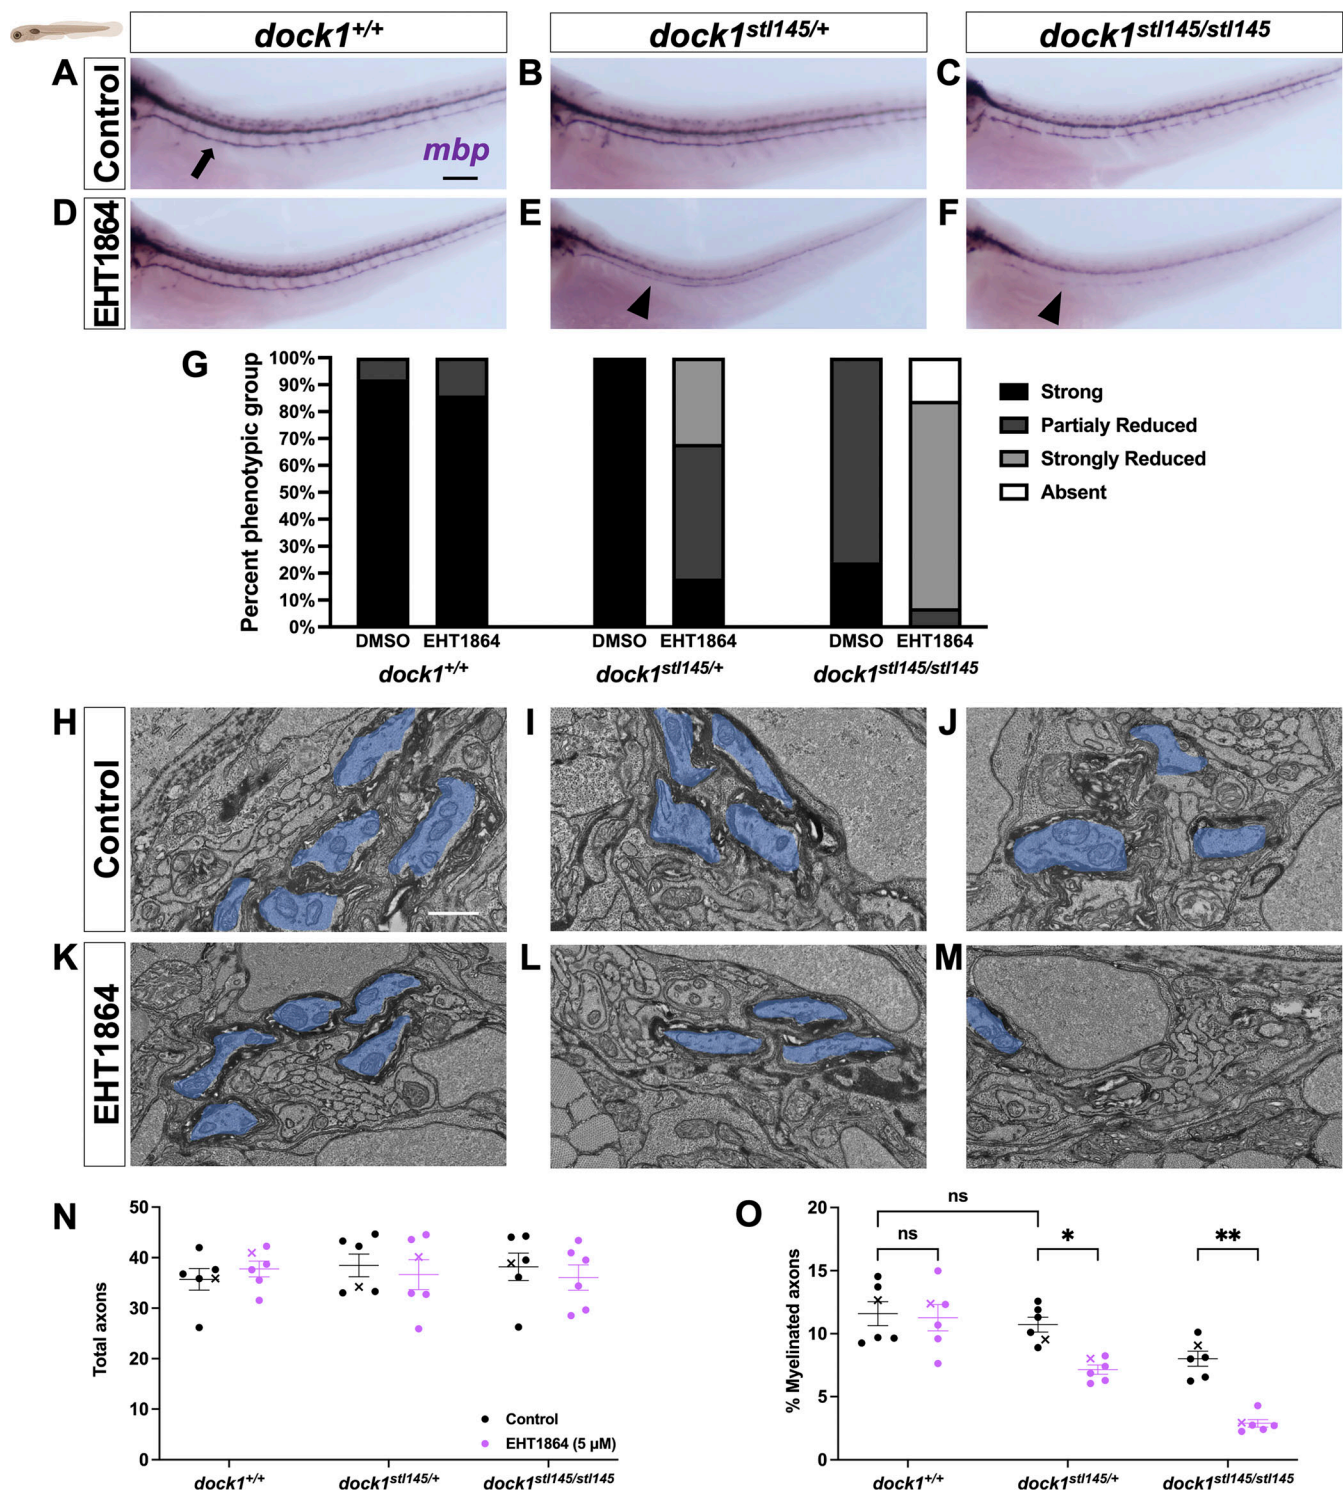 dock1+/+
dock1stl145/+
dock1stl145/stl145
Control
A
mbp
B
C
EHT1864
D
E
F
G
Percent phenotypic group
100%
90%
80%
70%
60%
50%
40%
30%
20%
10%
0%
DMSO EHT1864
DMSO EHT1864
DMSO EHT1864
dock1+/+
dock1stl145/+
dock1stl145/stl145
Strong
Partialy Reduced
Strongly Reduced
Absent
Control
H
I
J
EHT1864
K
L
M
N
Total axons
50
40
30
20
10
0
Control
EHT1864 (5 µM)
dock1+/+
dock1stl145/+
dock1stl145/stl145
O
% Myelinated axons
20
15
10
5
0
ns
ns
*
**
dock1+/+
dock1stl145/+
dock1stl145/stl145